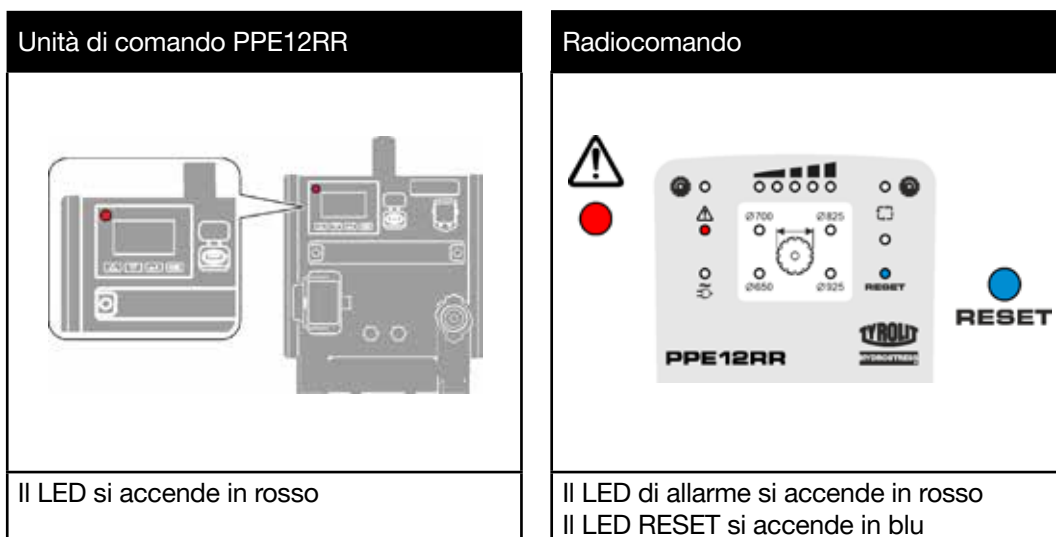 Unità di comando PPE12RR
Radiocomando
Ø700 Ø825
Ø650 Ø925
RESET
RESET
TYROLIT
HYDROSTRESS
PPE12RR
Il LED si accende in rosso
Il LED di allarme si accende in rosso
Il LED RESET si accende in blu